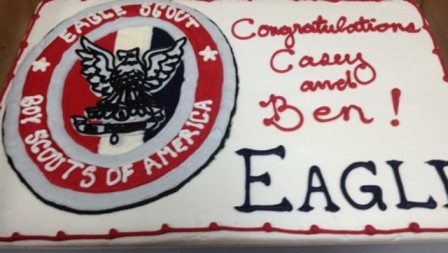 EAGLE SCOUT
BOY SCOUTS OF AMERICA
Congratulations
Casey
and
Ben!
EAGL